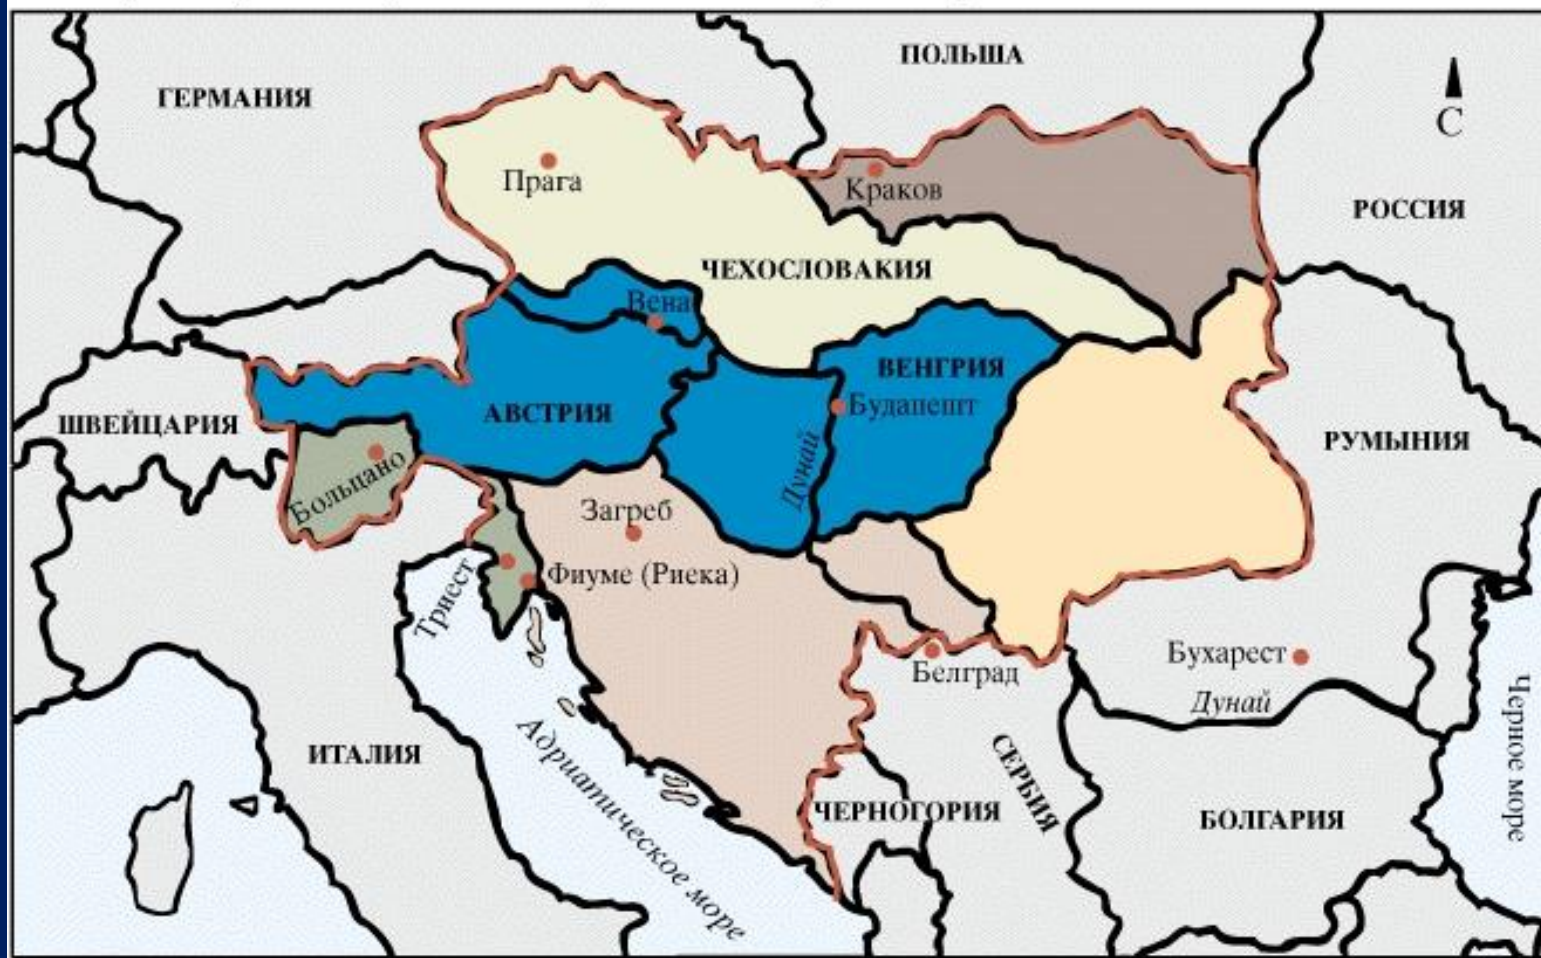 ПОЛЬША
ГЕРМАНИЯ
С
Прага
Краков
РОССИЯ
ЧЕХОСЛОВАКИЯ
Вена
ВЕНГРИЯ
Будапешт
АВСТРИЯ
ШВЕЙЦАРИЯ
РУМЫНИЯ
Дунай
Больцано
Загреб
Фиуме (Риека)
Триест
Белград
Бухарест
Дунай
Черное море
ИТАЛИЯ
Адриатическое море
СЕРБИЯ
ЧЕРНОГОРИЯ
БОЛГАРИЯ